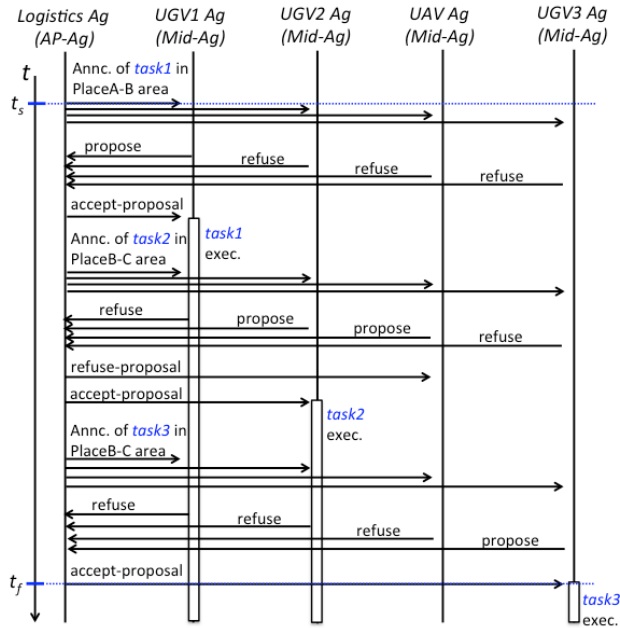 Logistics Ag UGV1 Ag UGV2 Ag UAV Ag UGV3 Ag
(AP-Ag) (Mid-Ag) (Mid-Ag) (Mid-Ag) (Mid-Ag)
t
Annc. of task1 in
PlaceA-B area
ts
propose
refuse
refuse
refuse
accept-proposal
task1
exec.
Annc. of task2 in
PlaceB-C area
refuse
propose
propose
refuse
refuse-proposal
accept-proposal
task2
exec.
Annc. of task3 in
PlaceB-C area
refuse
refuse
refuse
propose
accept-proposal
tf
task3
exec.